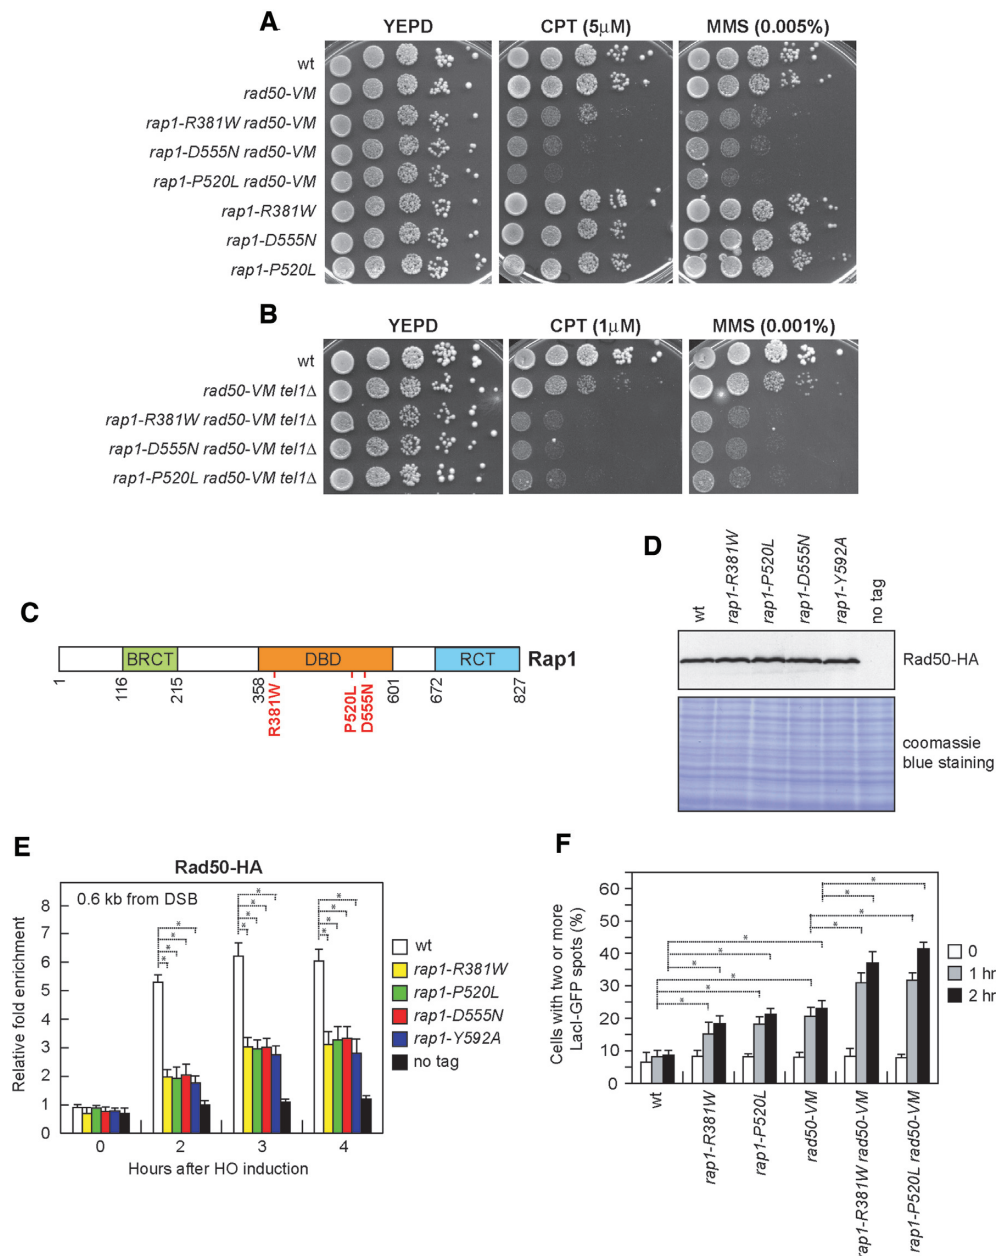 A
YEPD CPT (5µM) MMS (0.005%)
wt
rad50-VM
rap1-R381W rad50-VM
rap1-D555N rad50-VM
rap1-P520L rad50-VM
rap1-R381W
rap1-D555N
rap1-P520L
B
YEPD CPT (1µM) MMS (0.001%)
wt
rad50-VM tel1Δ
rap1-R381W rad50-VM tel1Δ
rap1-D555N rad50-VM tel1Δ
rap1-P520L rad50-VM tel1Δ
C
BRCT DBD RCT Rap1
1 116 215 358 601 672 827
R381W P520L D555N
D
wt rap1-R381W rap1-P520L rap1-D555N rap1-Y592A no tag
Rad50-HA
coomassie
blue staining
E
Rad50-HA
0.6 kb from DSB
Relative fold enrichment
8
7
6
5
4
3
2
1
0
* * * * * * * * * * * *
0 2 3 4
Hours after HO induction
wt
rap1-R381W
rap1-P520L
rap1-D555N
rap1-Y592A
no tag
F
Cells with two or more
LacI-GFP spots (%)
60
50
40
30
20
10
0
* * * * * * * * * *
0
1 hr
2 hr
wt
rap1-R381W
rap1-P520L
rad50-VM
rap1-R381W rad50-VM
rap1-P520L rad50-VM